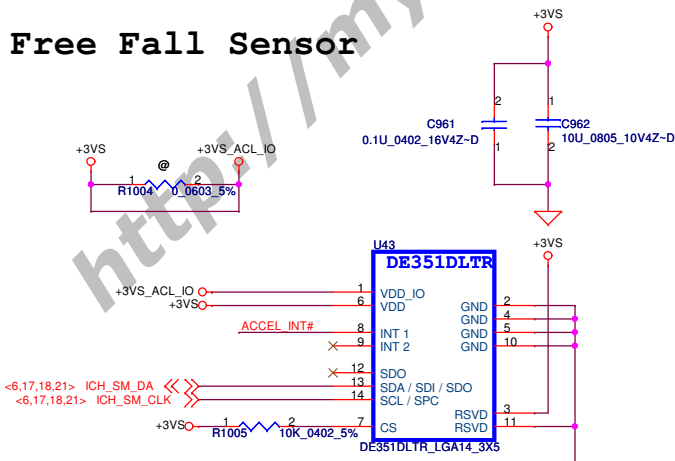 +3VS
Free Fall Sensor
http://my
2
1
C961
C962
0.1U_0402_16V4Z~D
10U_0805_10V4Z~D
1
2
+3VS
+3VS_ACL_IO
@
1
2
R1004
0_0603_5%
U43
+3VS
DE351DLTR
+3VS_ACL_IO
1
VDD_IO
GND
2
+3VS
6
VDD
GND
4
ACCEL_INT#
8
INT 1
GND
5
9
INT 2
GND
10
12
SDO
<6,17,18,21> ICH_SM_DA
13
SDA / SDI / SDO
<6,17,18,21> ICH_SM_CLK
14
SCL / SPC
RSVD
3
+3VS
1
2
7
CS
RSVD
11
R1005
10K_0402_5%
DE351DLTR_LGA14_3X5